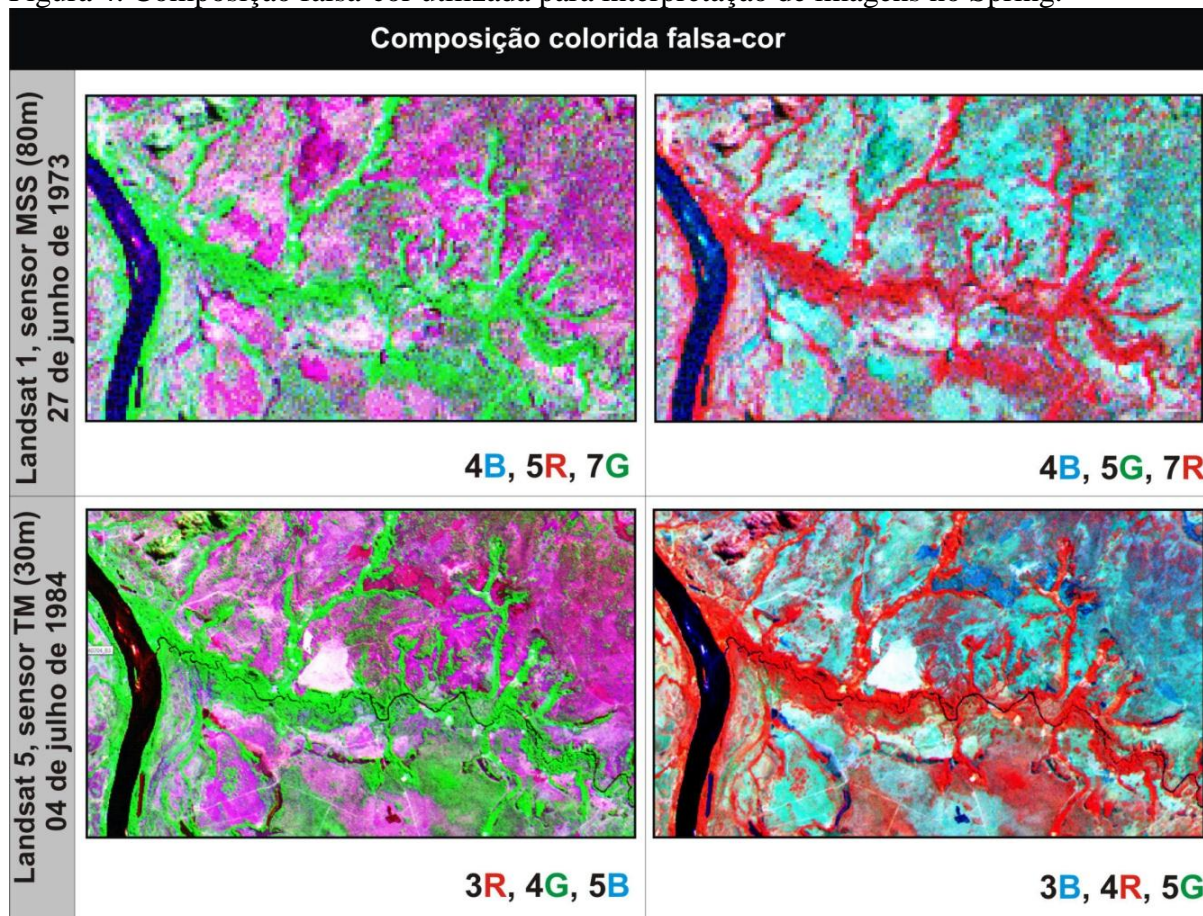 Figura 4: Composição falsa-cor utilizada para interpretação de imagens no Spring.
Composição colorida falsa-cor
Landsat 1, sensor MSS (80m)
27 de junho de 1973
4B, 5R, 7G
4B, 5G, 7R
Landsat 5, sensor TM (30m)
04 de julho de 1984
3R, 4G, 5B
3B, 4R, 5G